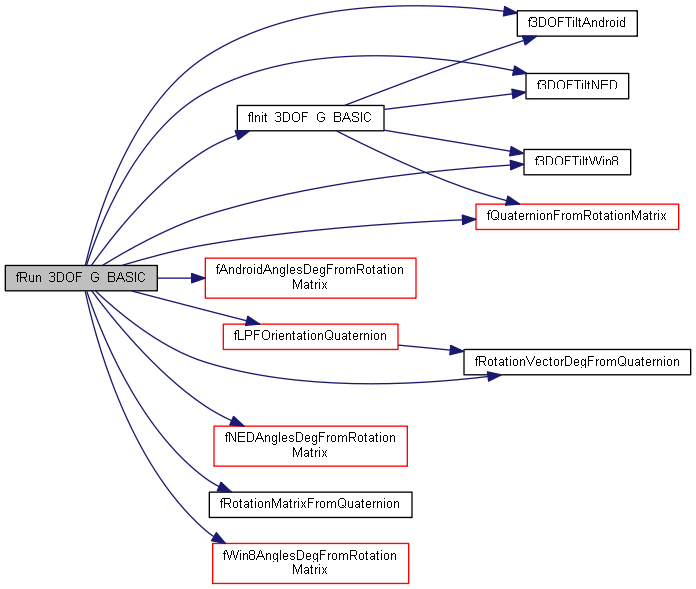 f3DOFTiltAndroid
f3DOFTiltNED
fInit_3DOF_G_BASIC
f3DOFTiltWin8
fQuaternionFromRotationMatrix
fRun_3DOF_G_BASIC
fAndroidAnglesDegFromRotation
Matrix
fLPFOrientationQuaternion
fRotationVectorDegFromQuaternion
fNEDAnglesDegFromRotation
Matrix
fRotationMatrixFromQuaternion
fWin8AnglesDegFromRotation
Matrix